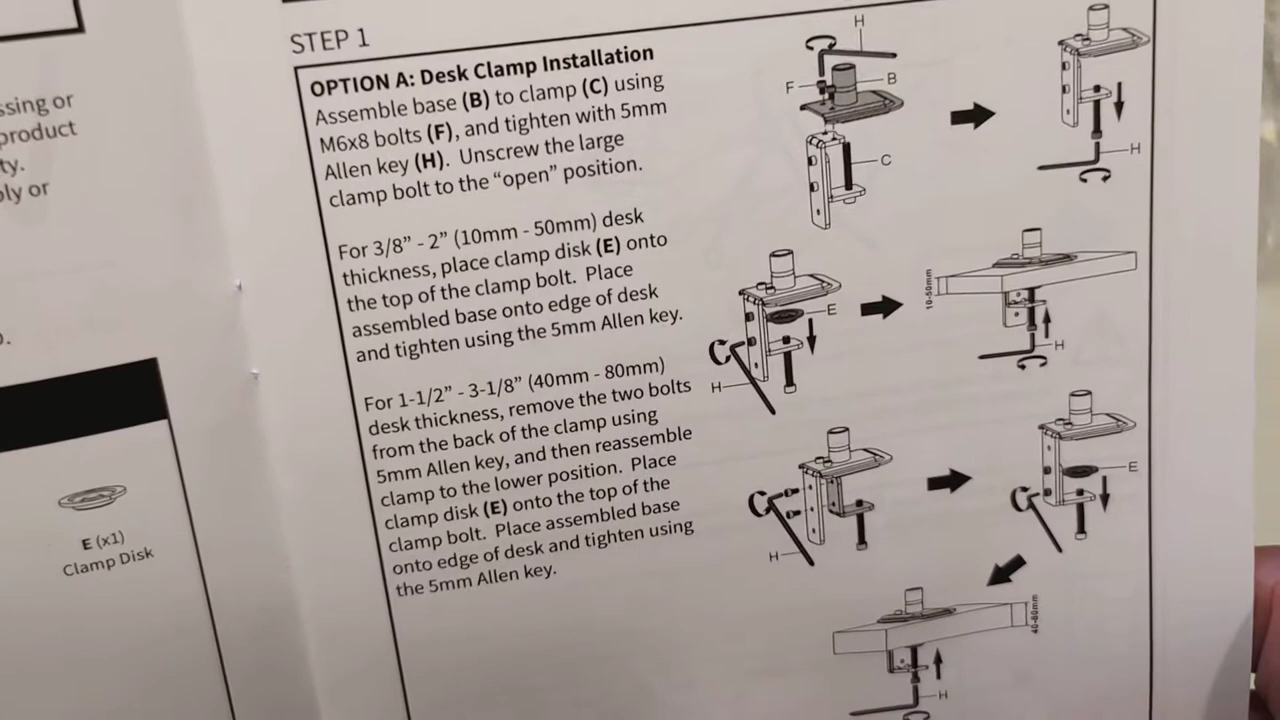 ssing or
product
ty.
bly or
E (x1)
Clamp Disk
STEP 1
OPTION A: Desk Clamp Installation
Assemble base (B) to clamp (C) using
M6x8 bolts (F), and tighten with 5mm
Allen key (H). Unscrew the large
clamp bolt to the “open” position.
For 3/8” - 2” (10mm - 50mm) desk
thickness, place clamp disk (E) onto
the top of the clamp bolt. Place
assembled base onto edge of desk
and tighten using the 5mm Allen key.
For 1-1/2” - 3-1/8” (40mm - 80mm)
desk thickness, remove the two bolts
from the back of the clamp using
5mm Allen key, and then reassemble
clamp to the lower position. Place
clamp disk (E) onto the top of the
clamp bolt. Place assembled base
onto edge of desk and tighten using
the 5mm Allen key.
H
F
B
C
H
E
H
10-50mm
H
H
E
40-80mm
H